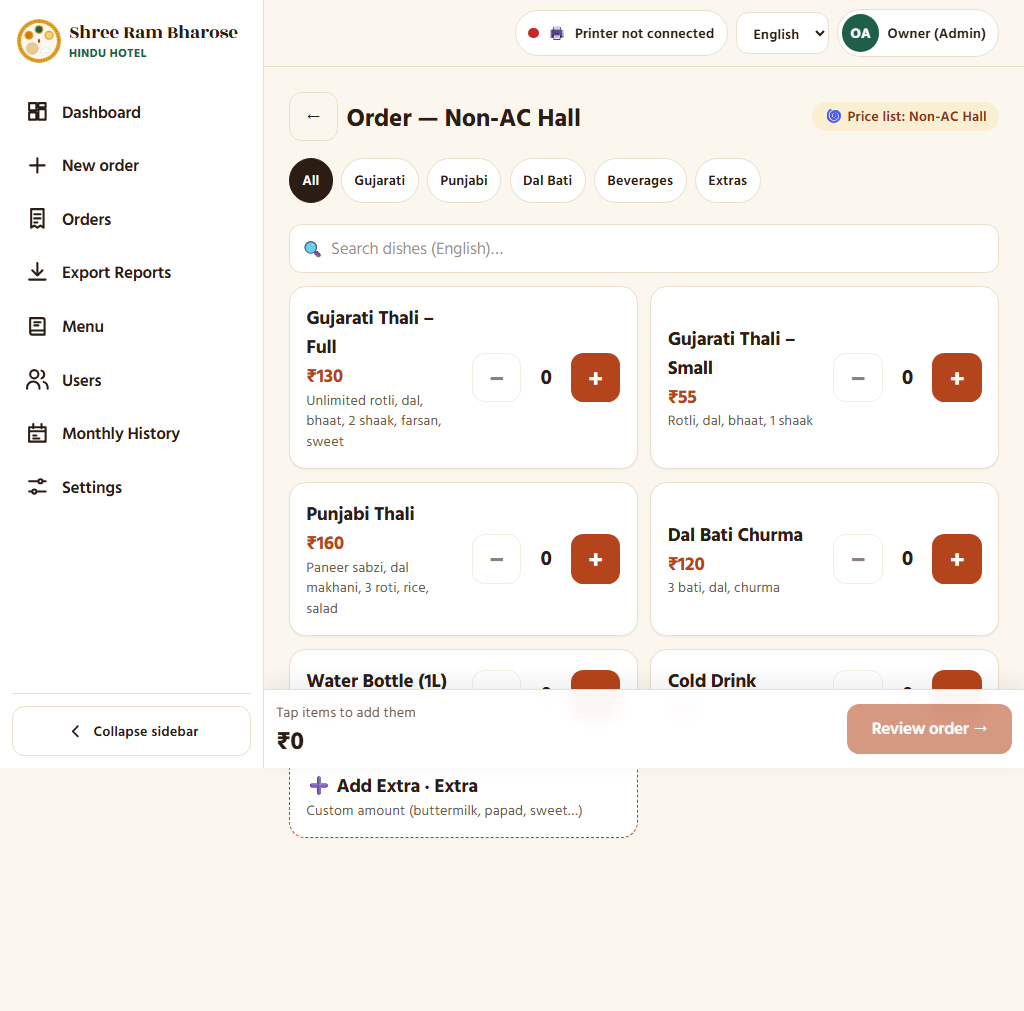 Shree Ram Bharose
HINDU HOTEL
Dashboard
New order
Orders
Export Reports
Menu
Users
Monthly History
Settings
Collapse sidebar
Printer not connected
English
OA
Owner (Admin)
←
Order — Non-AC Hall
Price list: Non-AC Hall
All
Gujarati
Punjabi
Dal Bati
Beverages
Extras
Search dishes (English)...
Gujarati Thali –
Full
₹130
Unlimited rotli, dal,
bhaat, 2 shaak, farsan,
sweet
− 0 +
Gujarati Thali –
Small
₹55
Rotli, dal, bhaat, 1 shaak
− 0 +
Punjabi Thali
₹160
Paneer sabzi, dal
makhani, 3 roti, rice,
salad
− 0 +
Dal Bati Churma
₹120
3 bati, dal, churma
− 0 +
Water Bottle (1L)
Cold Drink
Tap items to add them
₹0
Review order →
Add Extra · Extra
Custom amount (buttermilk, papad, sweet...)